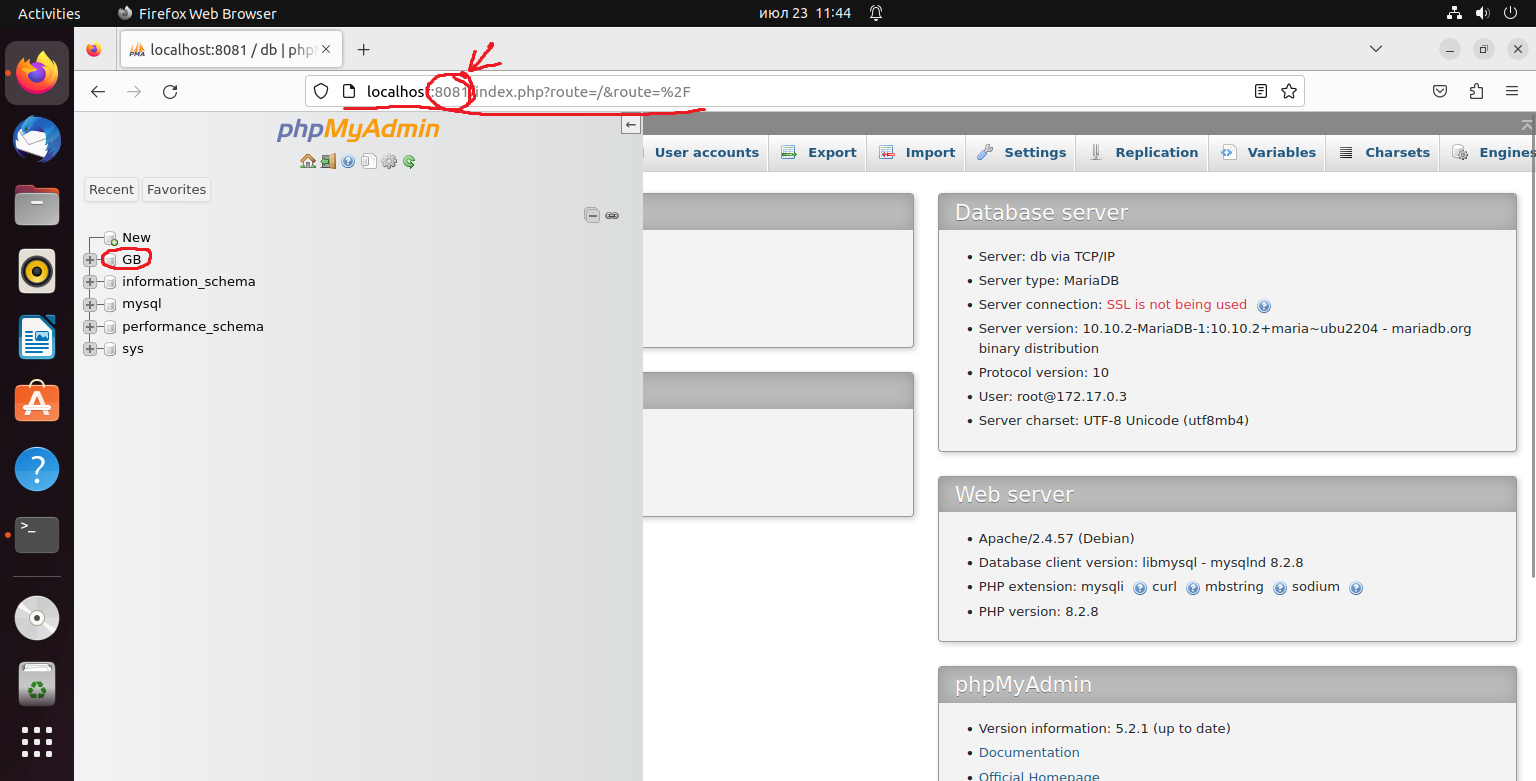 Activities Firefox Web Browser июл 23 11:44
localhost:8081 / db | php
localhost:8081/index.php?route=/&route=%2F
phpMyAdmin
Recent Favorites
New
GB
information_schema
mysql
performance_schema
sys
User accounts Export Import Settings Replication Variables Charsets Engines
Database server
Server: db via TCP/IP
Server type: MariaDB
Server connection: SSL is not being used
Server version: 10.10.2-MariaDB-1:10.10.2+maria~ubu2204 - mariadb.org
binary distribution
Protocol version: 10
User: root@172.17.0.3
Server charset: UTF-8 Unicode (utf8mb4)
Web server
Apache/2.4.57 (Debian)
Database client version: libmysql - mysqlnd 8.2.8
PHP extension: mysqli curl mbstring sodium
PHP version: 8.2.8
phpMyAdmin
Version information: 5.2.1 (up to date)
Documentation
Official Homepage